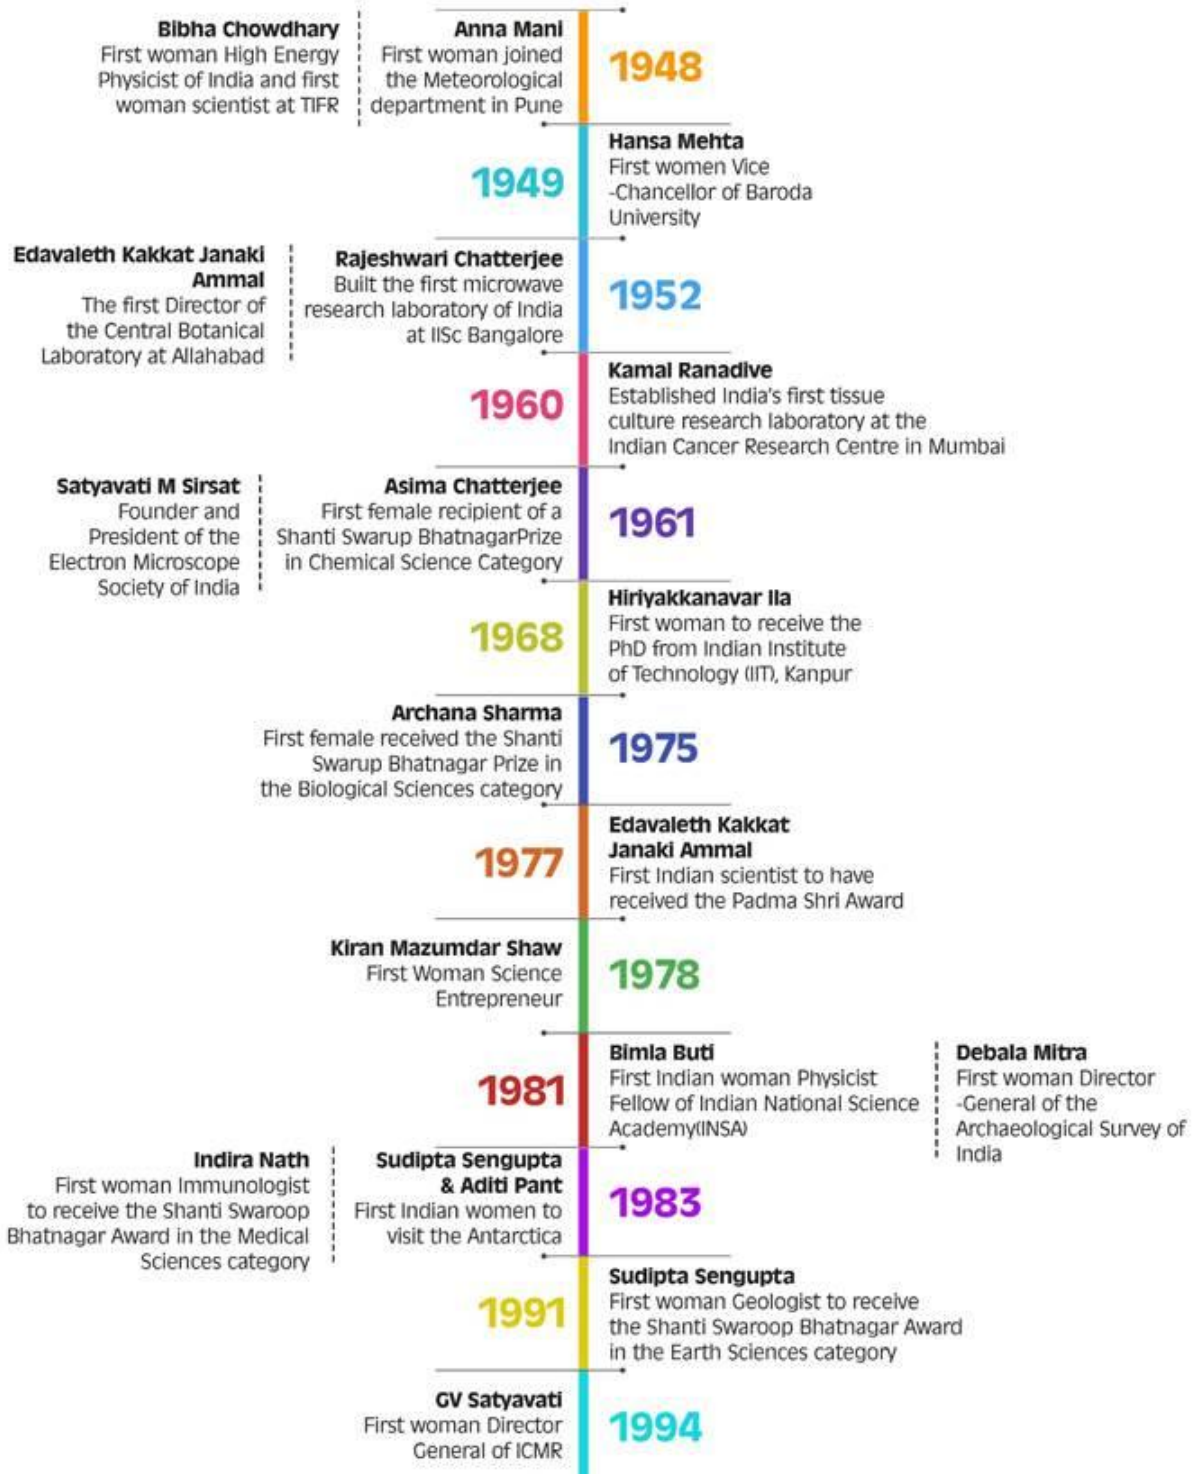 Bibha Chowdhary
First woman High Energy
Physicist of India and first
woman scientist at TIFR
Anna Mani
First woman joined
the Meteorological
department in Pune
1948
1949
Hansa Mehta
First women Vice
-Chancellor of Baroda
University
Edavaleth Kakkat Janaki
Ammal
The first Director of
the Central Botanical
Laboratory at Allahabad
Rajeshwari Chatterjee
Built the first microwave
research laboratory of India
at IISc Bangalore
1952
1960
Kamal Ranadive
Established India's first tissue
culture research laboratory at the
Indian Cancer Research Centre in Mumbai
Satyavati M Sirsat
Founder and
President of the
Electron Microscope
Society of India
Asima Chatterjee
First female recipient of a
Shanti Swarup BhatnagarPrize
in Chemical Science Category
1961
1968
Hiriyakkanavar Ila
First woman to receive the
PhD from Indian Institute
of Technology (IIT), Kanpur
Archana Sharma
First female received the Shanti
Swarup Bhatnagar Prize in
the Biological Sciences category
1975
1977
Edavaleth Kakkat
Janaki Ammal
First Indian scientist to have
received the Padma Shri Award
Kiran Mazumdar Shaw
First Woman Science
Entrepreneur
1978
1981
Bimla Buti
First Indian woman Physicist
Fellow of Indian National Science
Academy(INSA)
Debala Mitra
First woman Director
-General of the
Archaeological Survey of
India
Indira Nath
First woman Immunologist
to receive the Shanti Swaroop
Bhatnagar Award in the Medical
Sciences category
Sudipta Sengupta
& Aditi Pant
First Indian women to
visit the Antarctica
1983
1991
Sudipta Sengupta
First woman Geologist to receive
the Shanti Swaroop Bhatnagar Award
in the Earth Sciences category
GV Satyavati
First woman Director
General of ICMR
1994